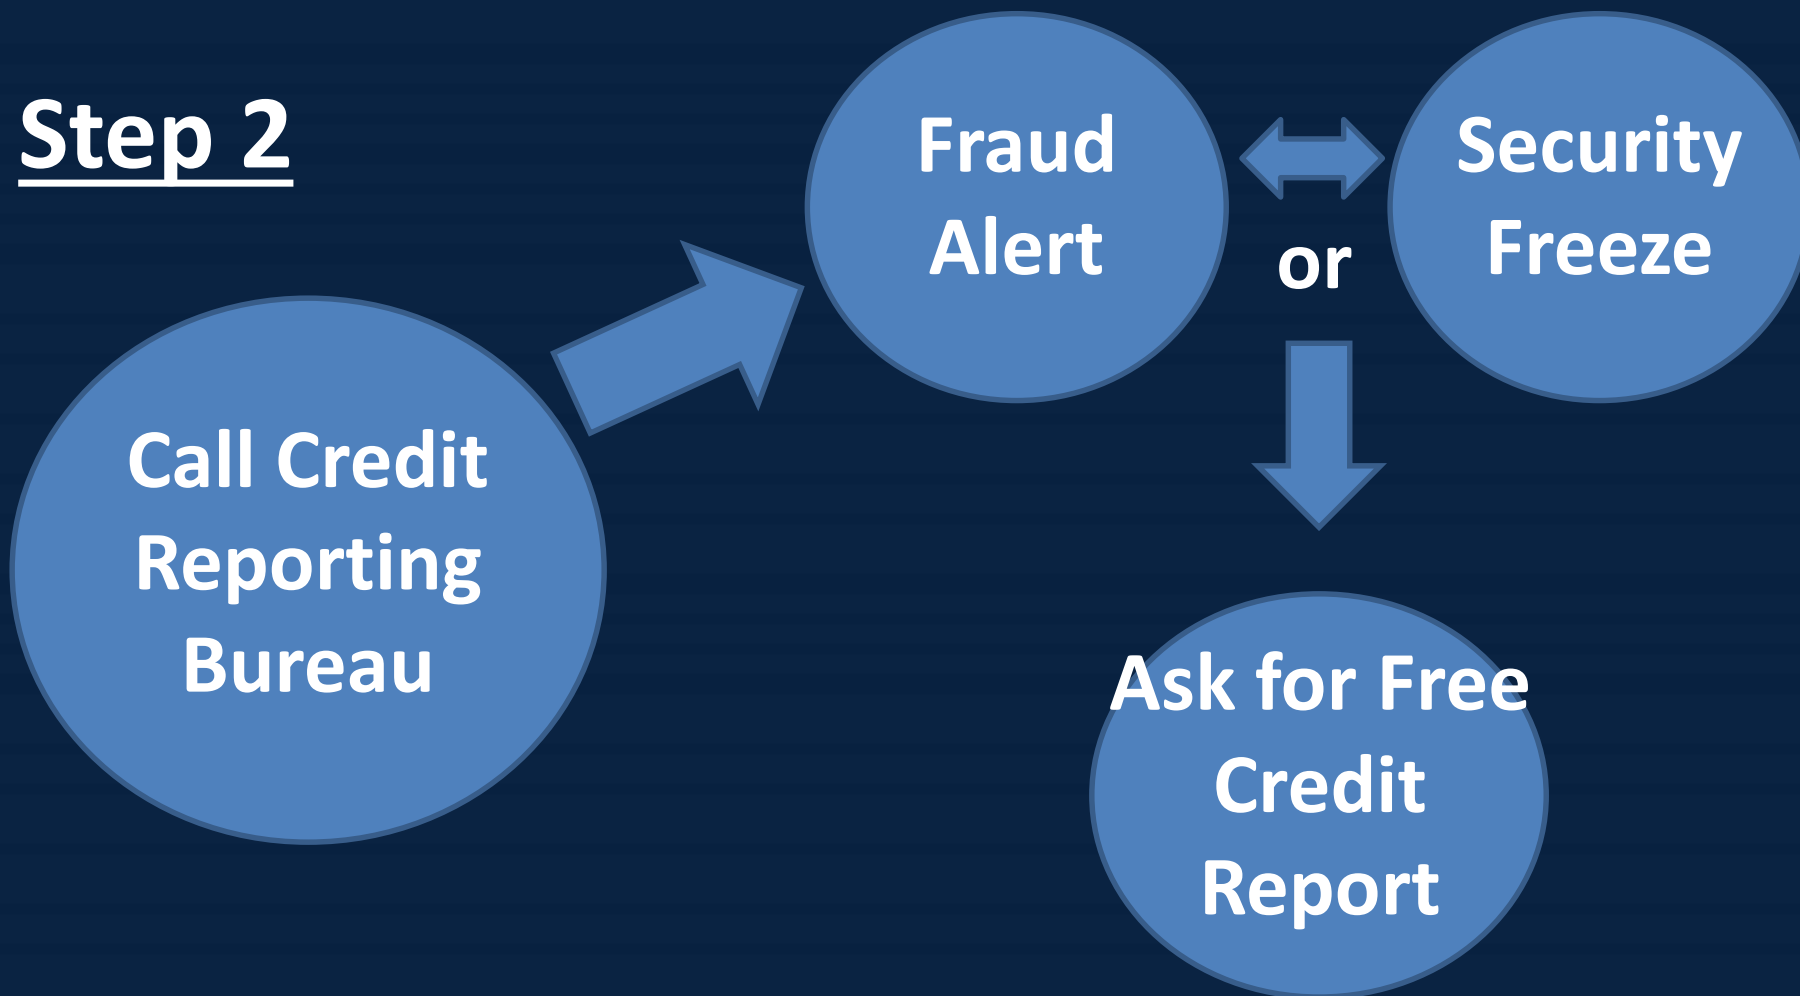 Step 2
Call Credit
Reporting
Bureau
Fraud
Alert
or
Security
Freeze
Ask for Free
Credit
Report